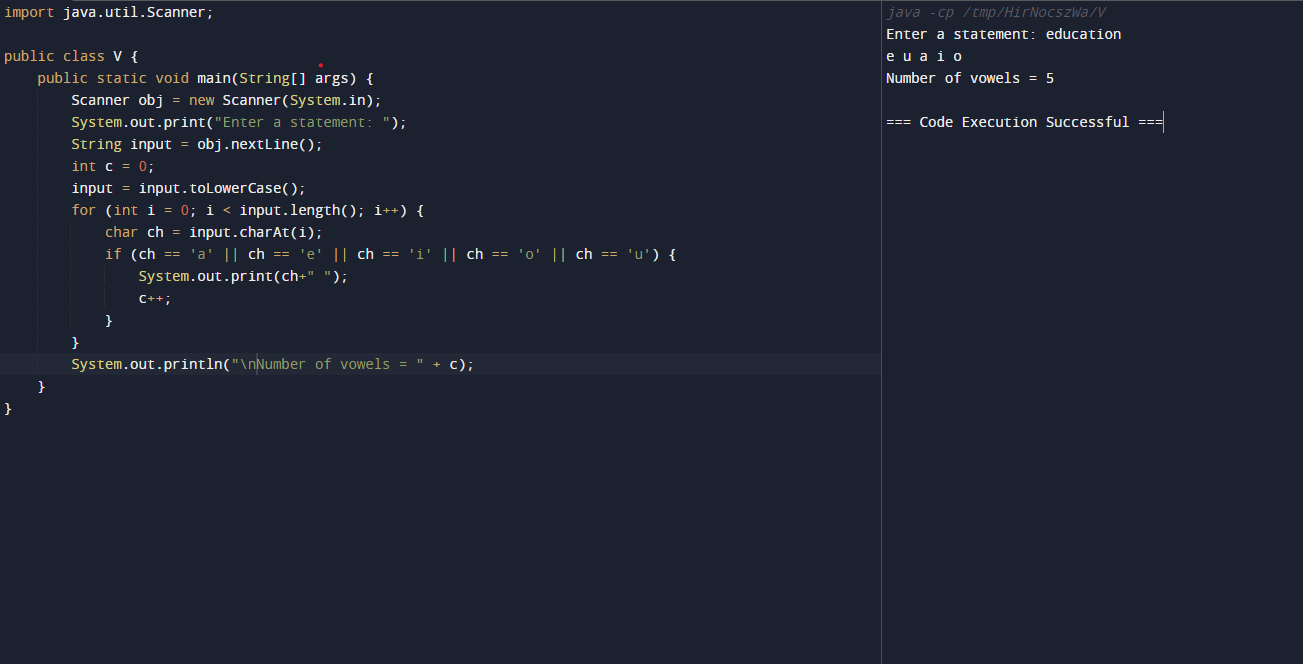 import java.util.Scanner;
public class V {
public static void main(String[] args) {
Scanner obj = new Scanner(System.in);
System.out.print("Enter a statement: ");
String input = obj.nextLine();
int c = 0;
input = input.toLowerCase();
for (int i = 0; i < input.length(); i++) {
char ch = input.charAt(i);
if (ch == 'a' || ch == 'e' || ch == 'i' || ch == 'o' || ch == 'u') {
System.out.print(ch+" ");
c++;
}
}
System.out.println("\nNumber of vowels = " + c);
}
}
java -cp /tmp/HirNocszWa/V
Enter a statement: education
e u a i o
Number of vowels = 5
=== Code Execution Successful ===